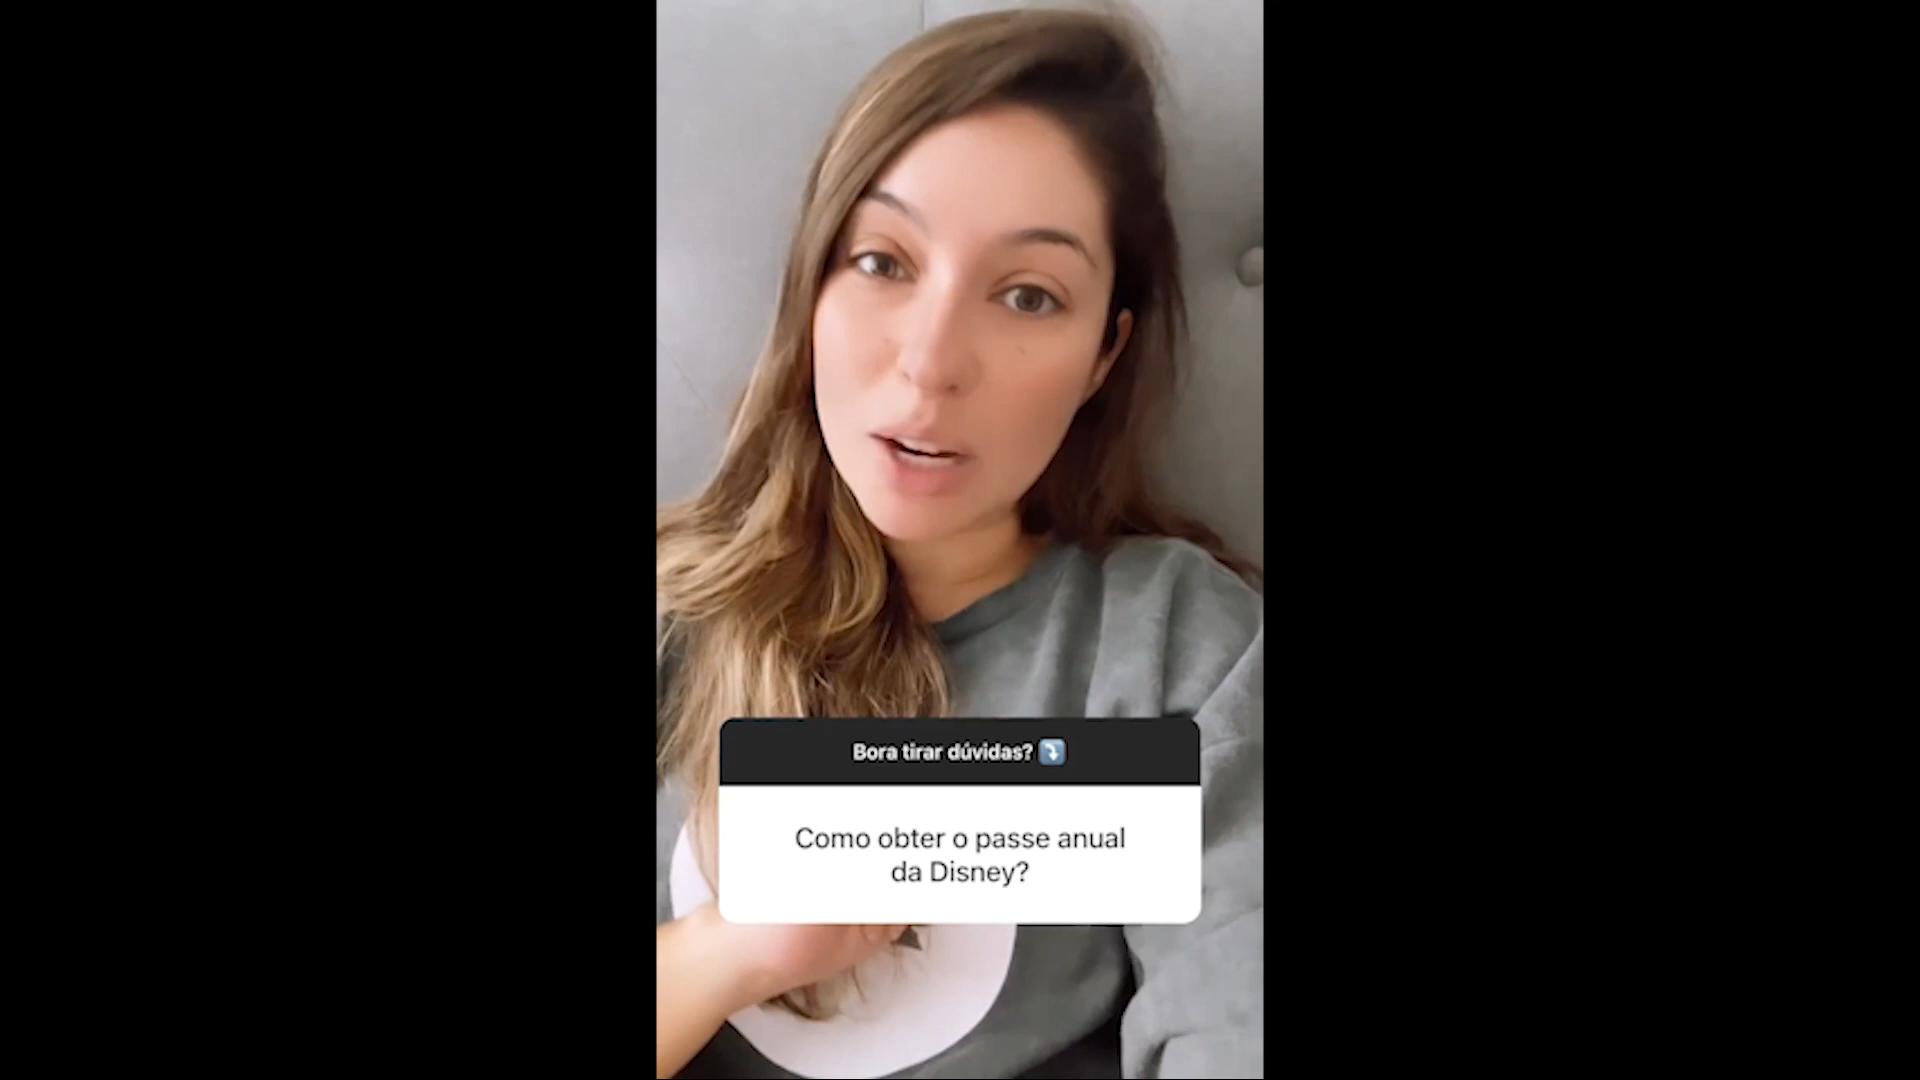 Bora tirar dúvidas? ⤵️
Como obter o passe anual
da Disney?